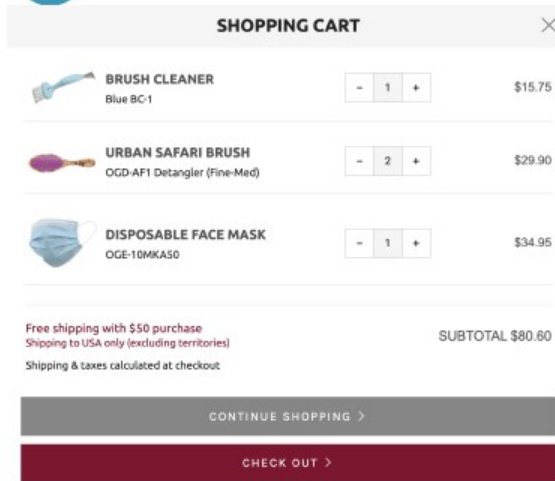 SHOPPING CART
BRUSH CLEANER
Blue BC-1
- 1 +
$15.75
URBAN SAFARI BRUSH
OGD-AF1 Detangler (Fine-Med)
- 2 +
$29.90
DISPOSABLE FACE MASK
OGE-10MKA50
- 1 +
$34.95
Free shipping with $50 purchase
Shipping to USA only (excluding territories)
Shipping & taxes calculated at checkout
SUBTOTAL $80.60
CONTINUE SHOPPING >
CHECK OUT >